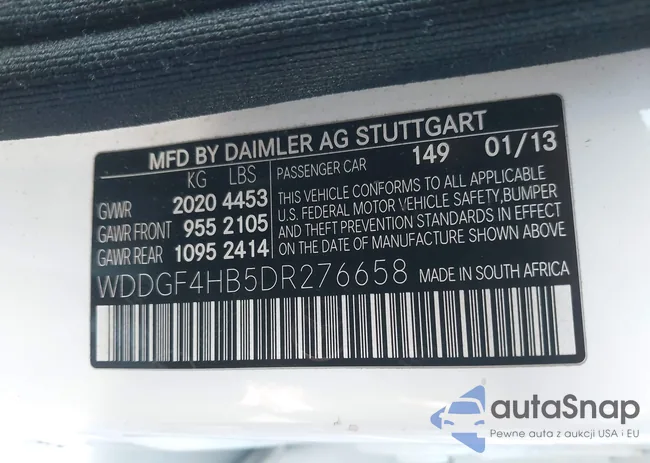 MFD BY DAIMLER AG STUTTGART
KG LBS
GVWR 2020 4453
GAWR FRONT 955 2105
GAWR REAR 1095 2414
PASSENGER CAR 149 01/13
THIS VEHICLE CONFORMS TO ALL APPLICABLE
U.S. FEDERAL MOTOR VEHICLE SAFETY,BUMPER
AND THEFT PREVENTION STANDARDS IN EFFECT
ON THE DATE OF MANUFACTURE SHOWN ABOVE.
WDDGF4HB5DR276658 MADE IN SOUTH AFRICA
autaSnap
Pewne auta z aukcji USA i EU